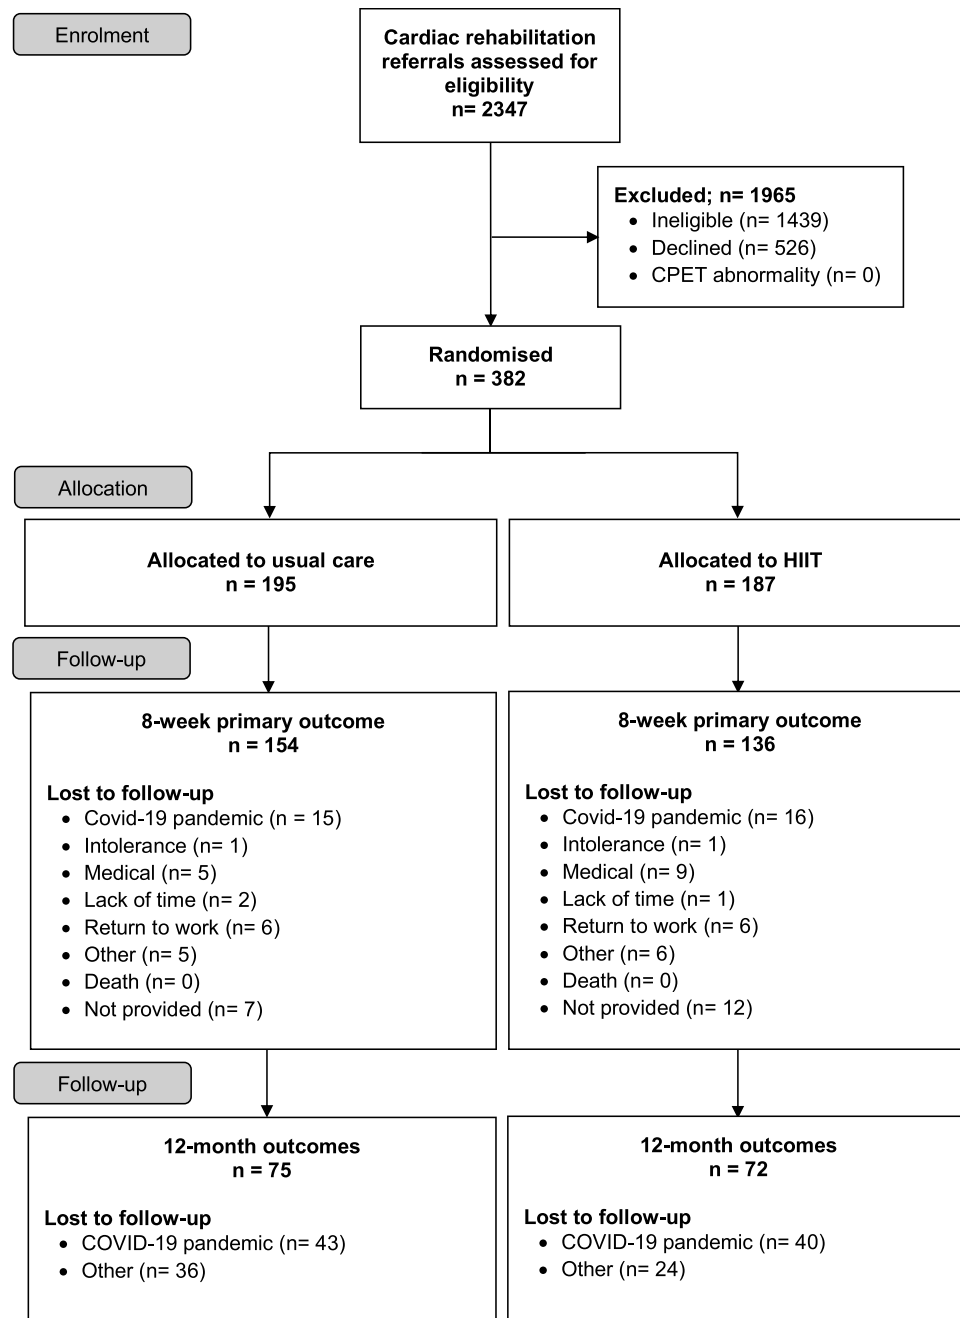 Enrolment
Cardiac rehabilitation
referrals assessed for
eligibility
n= 2347
Excluded; n= 1965
• Ineligible (n= 1439)
• Declined (n= 526)
• CPET abnormality (n= 0)
Randomised
n = 382
Allocation
Allocated to usual care
n = 195
Allocated to HIIT
n = 187
Follow-up
8-week primary outcome
n = 154
Lost to follow-up
• Covid-19 pandemic (n = 15)
• Intolerance (n= 1)
• Medical (n= 5)
• Lack of time (n= 2)
• Return to work (n= 6)
• Other (n= 5)
• Death (n= 0)
• Not provided (n= 7)
8-week primary outcome
n = 136
Lost to follow-up
• Covid-19 pandemic (n= 16)
• Intolerance (n= 1)
• Medical (n= 9)
• Lack of time (n= 1)
• Return to work (n= 6)
• Other (n= 6)
• Death (n= 0)
• Not provided (n= 12)
Follow-up
12-month outcomes
n = 75
Lost to follow-up
• COVID-19 pandemic (n= 43)
• Other (n= 36)
12-month outcomes
n = 72
Lost to follow-up
• COVID-19 pandemic (n= 40)
• Other (n= 24)